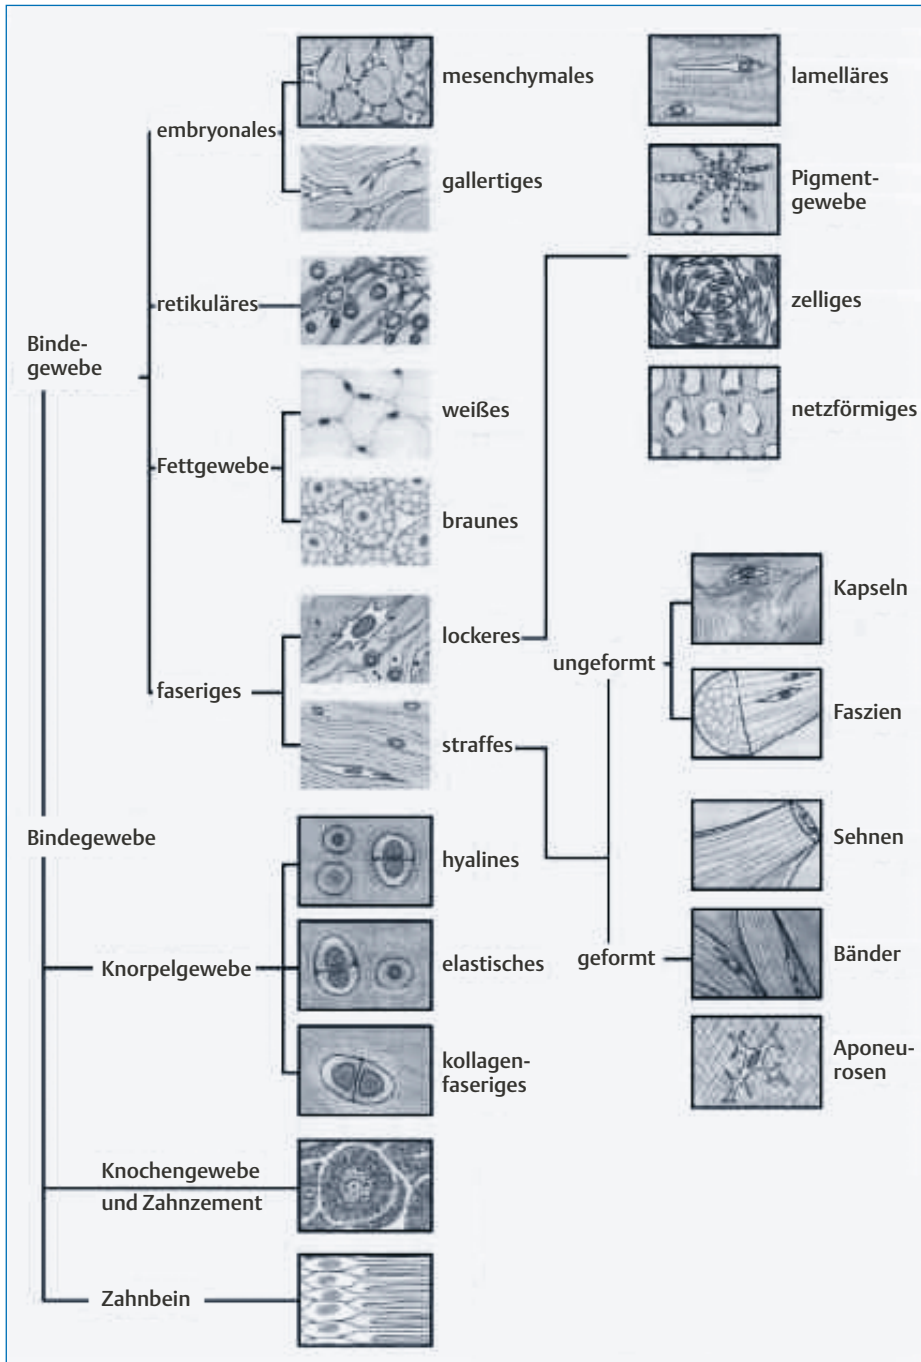 mesenchymales
embryonales
gallertiges
retikuläres
Binde-
gewebe
weißes
Fettgewebe
braunes
lockeres
faseriges
straffes
Bindegewebe
hyalines
Knorpelgewebe
elastisches
kollagen-
faseriges
Knochengewebe
und Zahnzement
Zahnbein
lamelläres
Pigment-
gewebe
zelliges
netzförmiges
ungeformt
Kapseln
Faszien
Sehnen
geformt
Bänder
Aponeu-
rosen